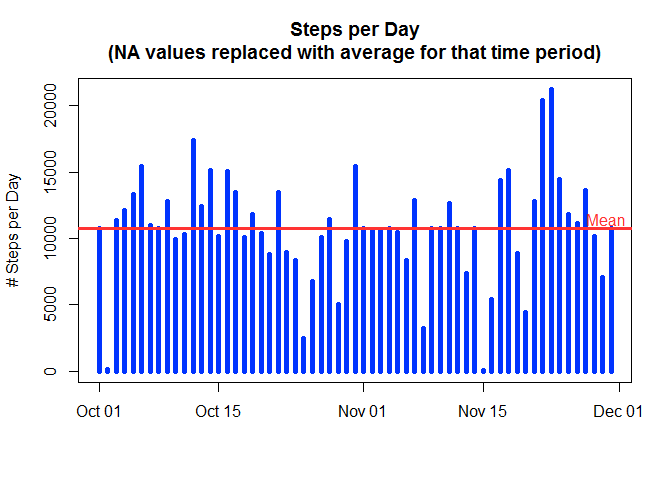 Steps per Day
(NA values replaced with average for that time period)
# Steps per Day
20000
15000
10000
5000
0
Mean
Oct 01
Oct 15
Nov 01
Nov 15
Dec 01